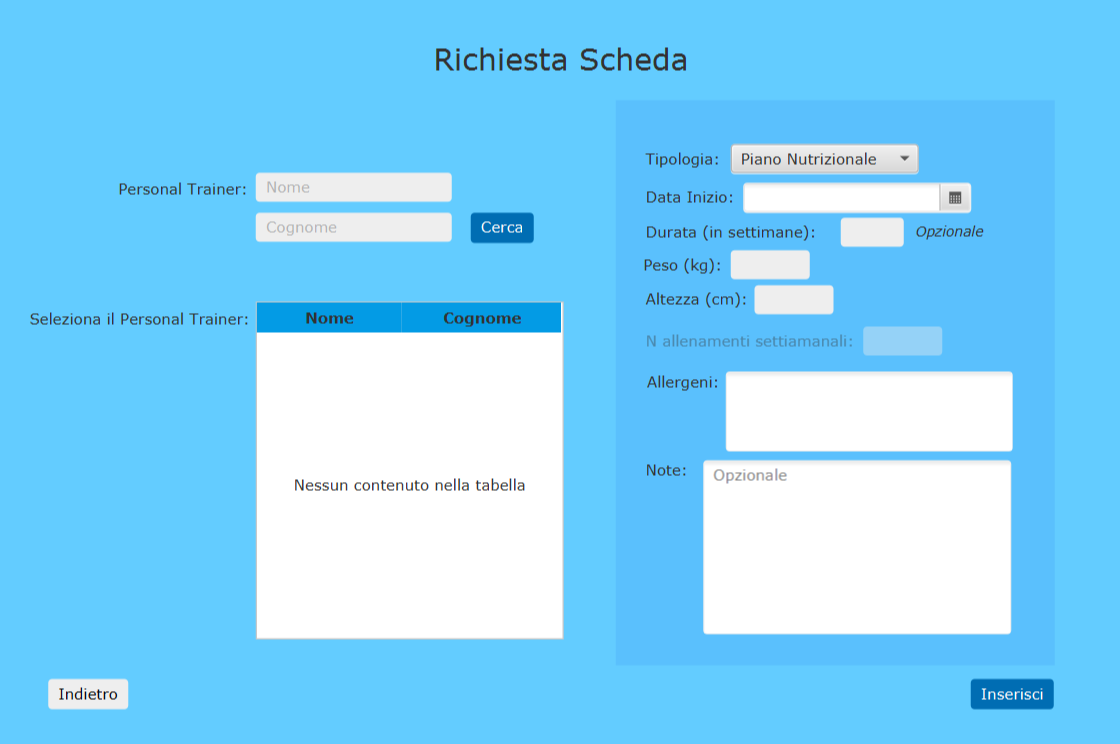 Richiesta Scheda
Personal Trainer:
Nome
Cognome
Cerca
Seleziona il Personal Trainer:
Nome Cognome
Nessun contenuto nella tabella
Tipologia: Piano Nutrizionale
Data Inizio:
Durata (in settimane): Opzionale
Peso (kg):
Altezza (cm):
N allenamenti settiamanali:
Allergeni:
Note: Opzionale
Indietro
Inserisci